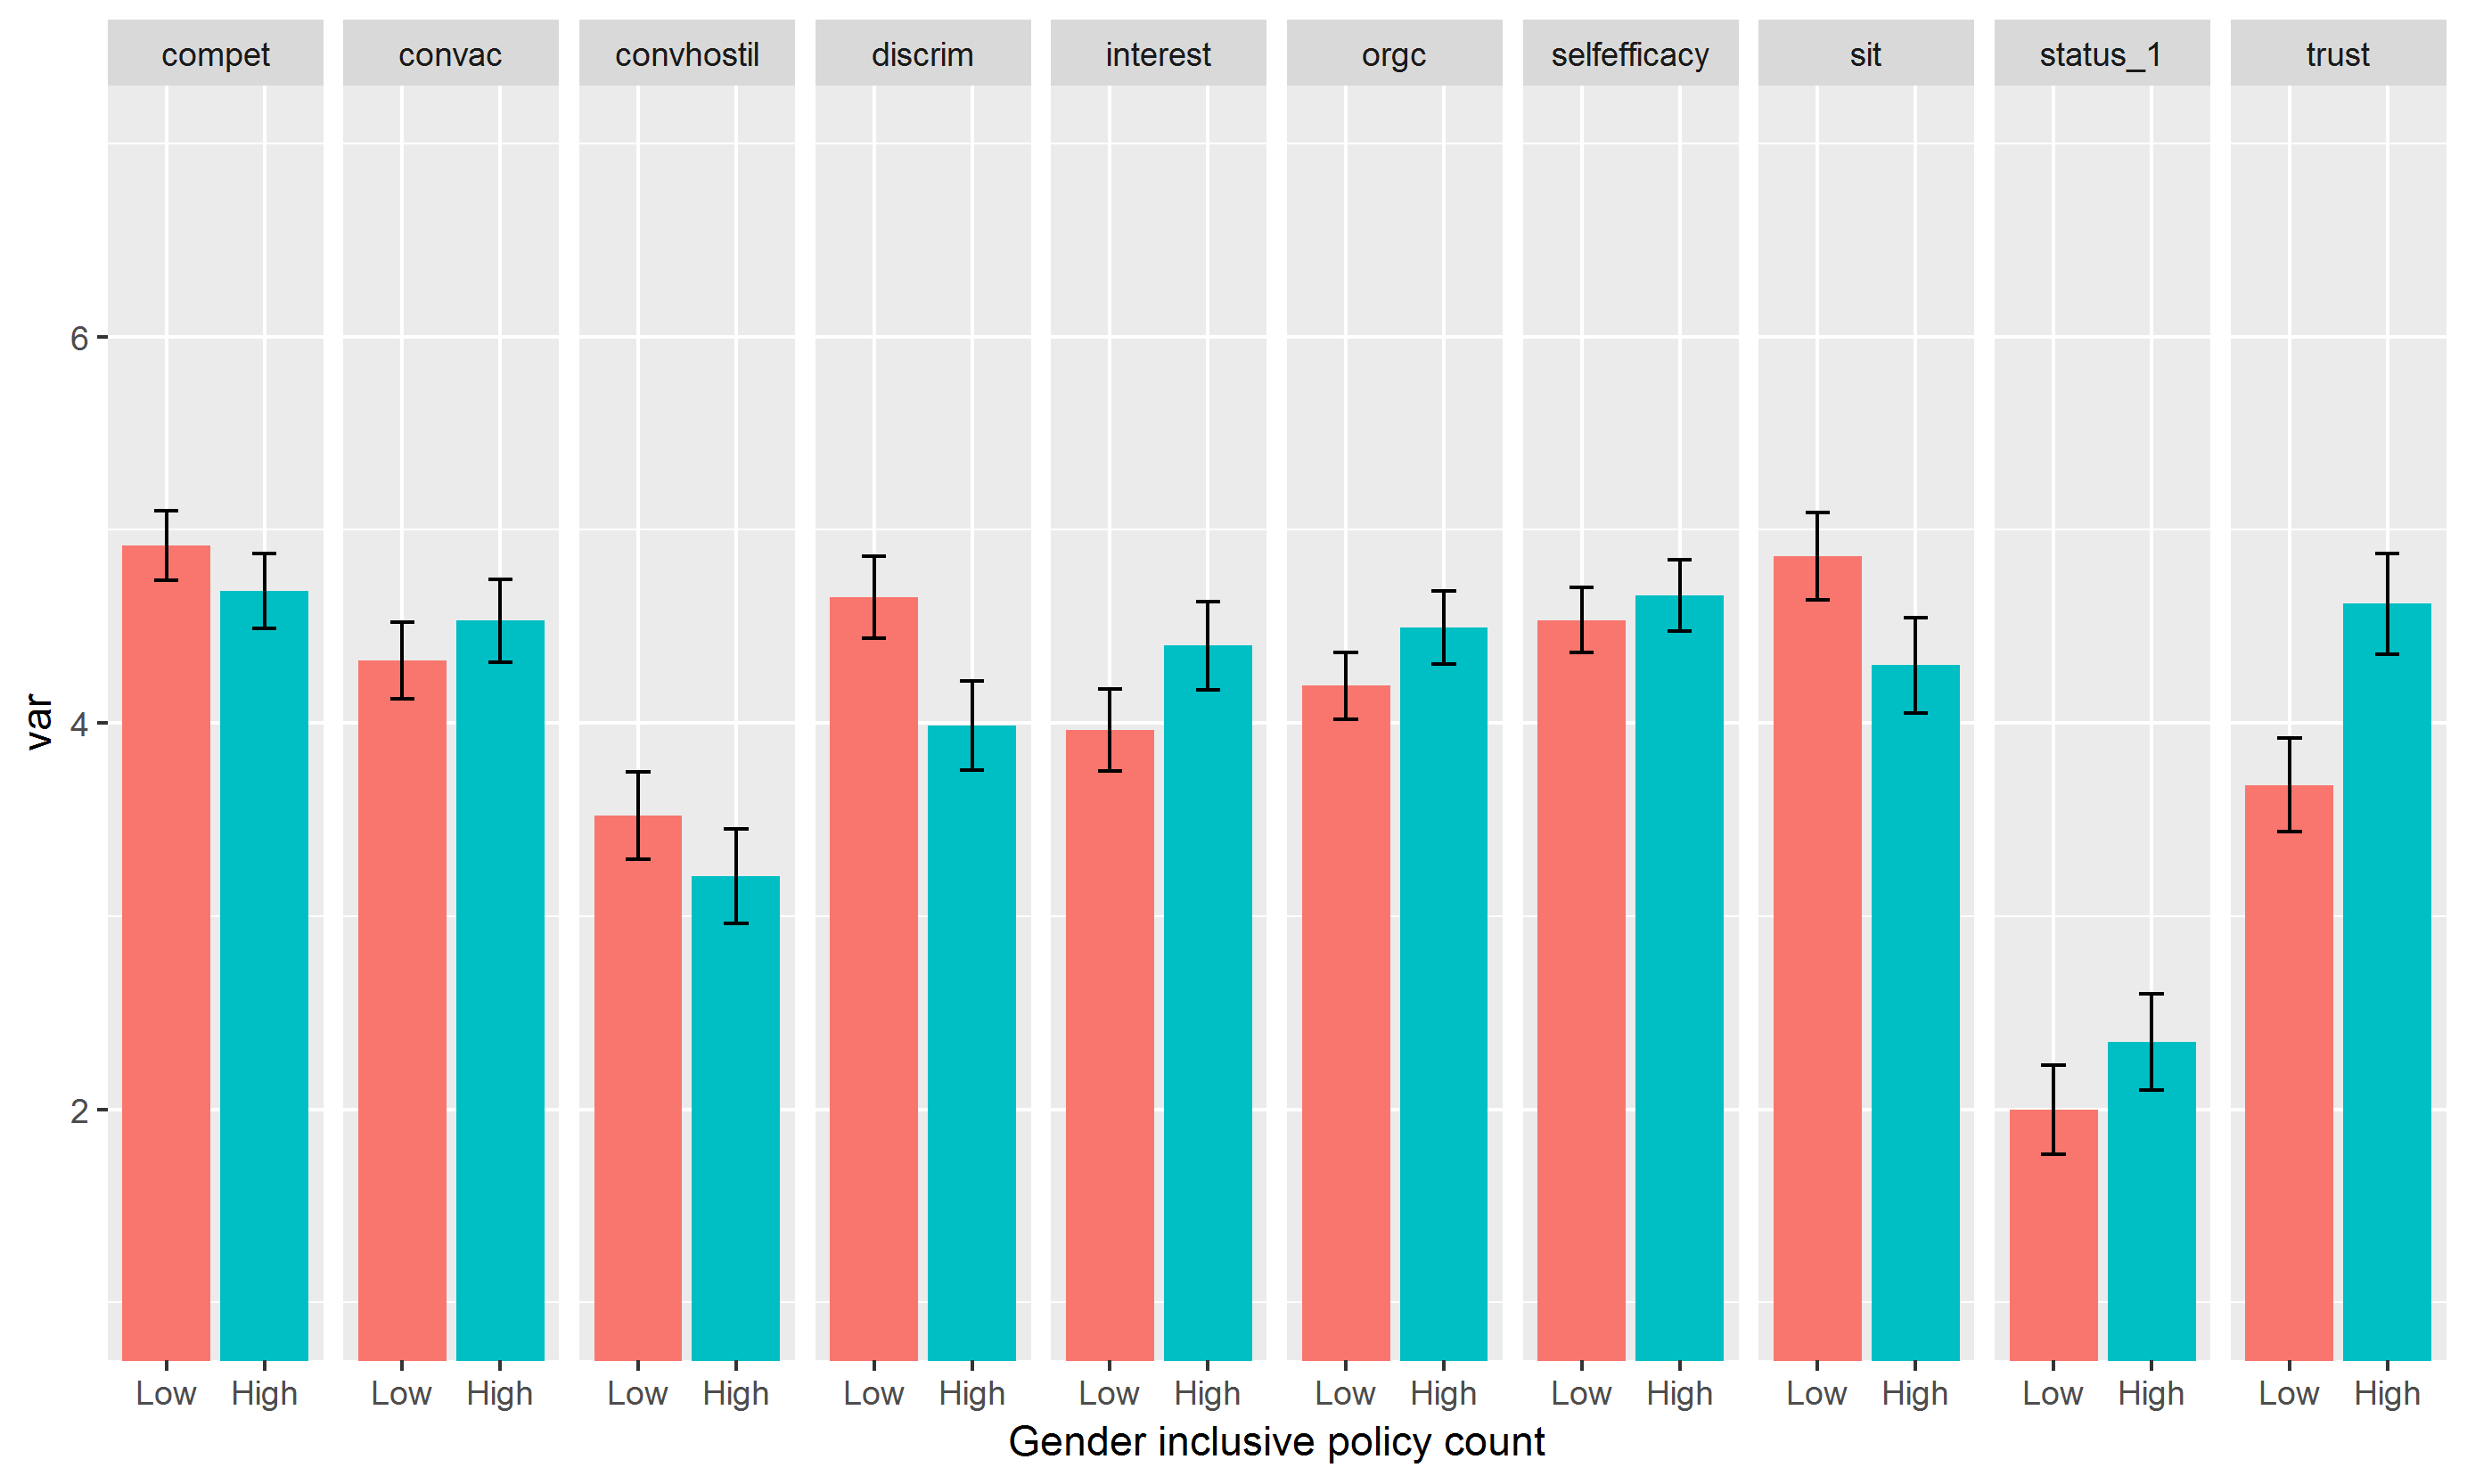 compet convac convhostil discrim interest orgc selfefficacy sit status_1 trust
6
4
2
var
Low High Low High Low High Low High Low High Low High Low High Low High Low High Low High
Gender inclusive policy count